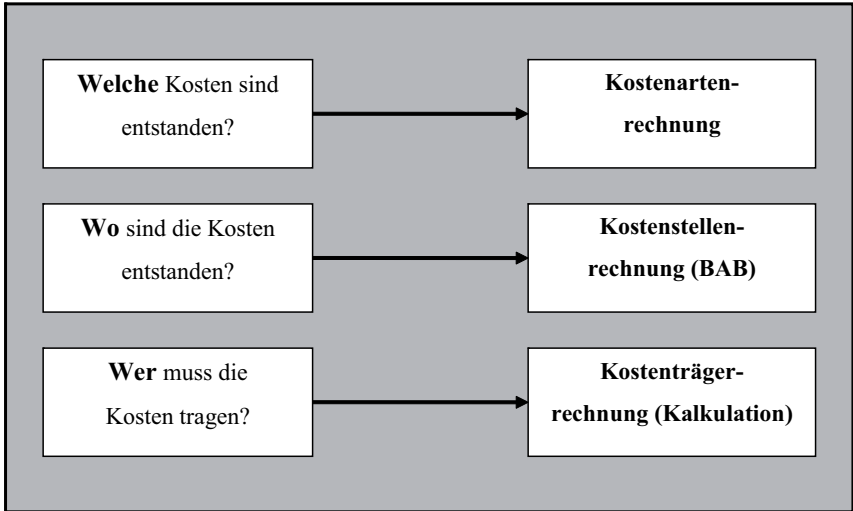 Welche Kosten sind
entstanden?
Kostenarten-
rechnung
Wo sind die Kosten
entstanden?
Kostenstellen-
rechnung (BAB)
Wer muss die
Kosten tragen?
Kostenträger-
rechnung (Kalkulation)